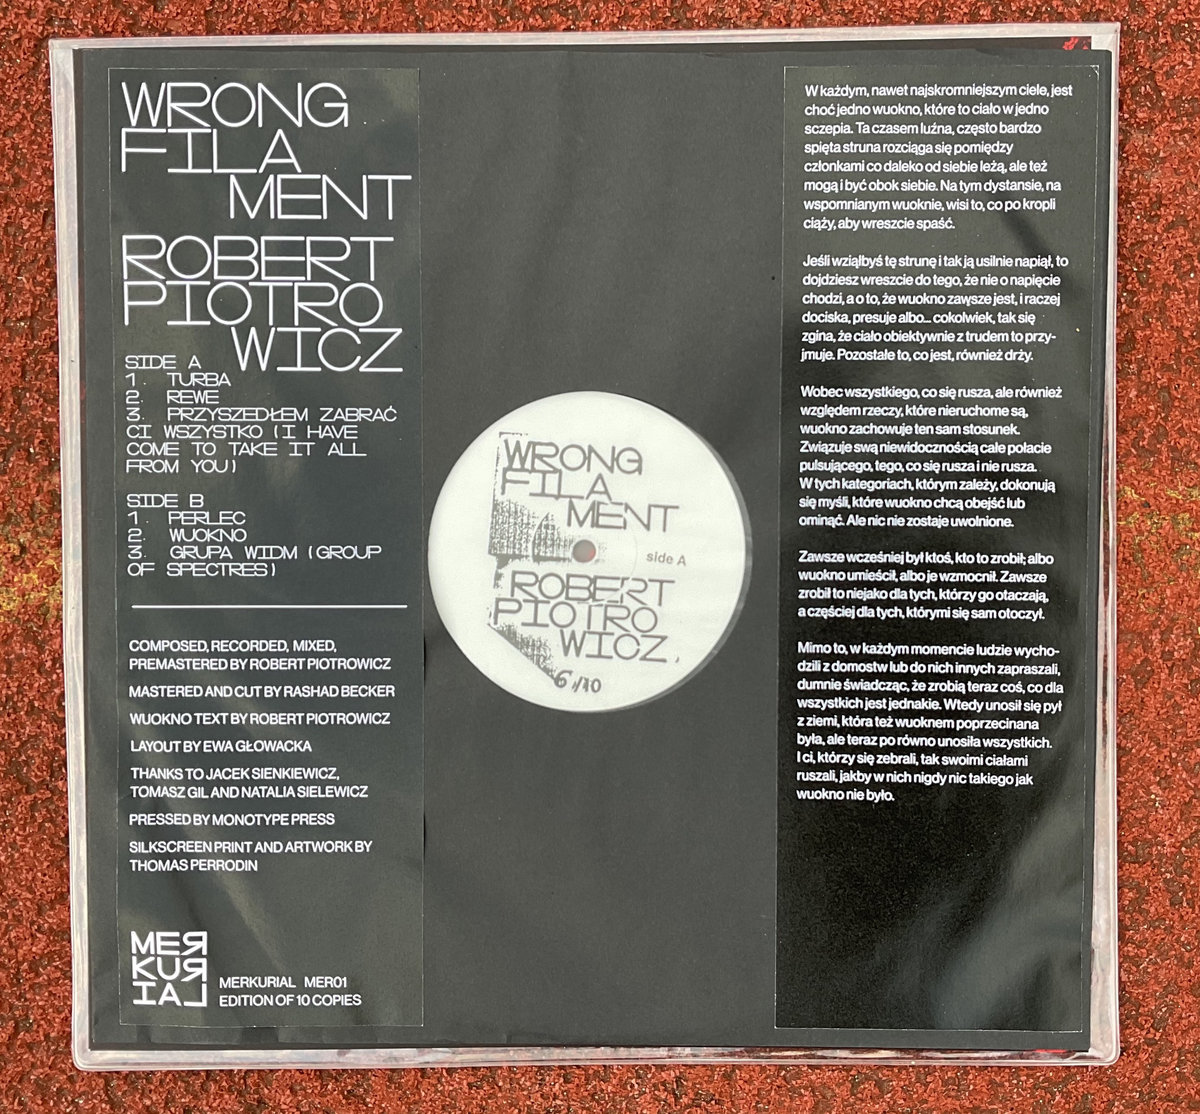 WRONG
FILA
MENT
ROBERT
PIOTRO
WICZ
SIDE A
1. TURBA
2. REWE
3. PRZYSZEDŁEM ZABRAĆ
CI WSZYSTKO (I HAVE
COME TO TAKE IT ALL
FROM YOU)
SIDE B
1. PERLEC
2. WUOKNO
3. GRUPA WIDM (GROUP
OF SPECTRES)
COMPOSED, RECORDED, MIXED,
PREMASTERED BY ROBERT PIOTROWICZ
MASTERED AND CUT BY RASHAD BECKER
WUOKNO TEXT BY ROBERT PIOTROWICZ
LAYOUT BY EWA GŁOWACKA
THANKS TO JACEK SIENKIEWICZ,
TOMASZ GIL AND NATALIA SIELEWICZ
PRESSED BY MONOTYPE PRESS
SILKSCREEN PRINT AND ARTWORK BY
THOMAS PERRODIN
MER
KUR
IAL
MERKURIAL MER01
EDITION OF 10 COPIES
WRONG
FILA
MENT
side A
ROBERT
PIOTRO
WICZ
6/10
W każdym, nawet najskromniejszym ciele, jest
choć jedno wuokno, które to ciało w jedno
sczepia. Ta czasem luźna, często bardzo
spięta struna rozciąga się pomiędzy
członkami co daleko od siebie leżą, ale też
mogą i być obok siebie. Na tym dystansie, na
wspomnianym wuoknie, wisi to, co po kropli
ciąży, aby wreszcie spaść.
Jeśli wziąłbyś tę strunę i tak ją usilnie napiął, to
dojdziesz wreszcie do tego, że nie o napięcie
chodzi, a o to, że wuokno zawsze jest, i raczej
dociska, presuje albo... cokolwiek, tak się
zgina, że ciało obiektywnie z trudem to przy-
jmuje. Pozostałe to, co jest, również drży.
Wobec wszystkiego, co się rusza, ale również
względem rzeczy, które nieruchome są,
wuokno zachowuje ten sam stosunek.
Związuje swą niewidocznością całe połacie
pulsującego, tego, co się rusza i nie rusza.
W tych kategoriach, którym zależy, dokonują
się myśli, które wuokno chcą obejść lub
ominąć. Ale nic nie zostaje uwolnione.
Zawsze wcześniej był ktoś, kto to zrobił; albo
wuokno umieścił, albo je wzmocnił. Zawsze
zrobił to niejako dla tych, którzy go otaczają,
a częściej dla tych, którymi się sam otoczył.
Mimo to, w każdym momencie ludzie wycho-
dzili z domostw lub do nich innych zapraszali,
dumnie świadcząc, że zrobią teraz coś, co dla
wszystkich jest jednakie. Wtedy unosił się pył
z ziemi, która też wuoknem poprzecinana
była, ale teraz po równo unosiła wszystkich.
I ci, którzy się zebrali, tak swoimi ciałami
ruszali, jakby w nich nigdy nic takiego jak
wuokno nie było.